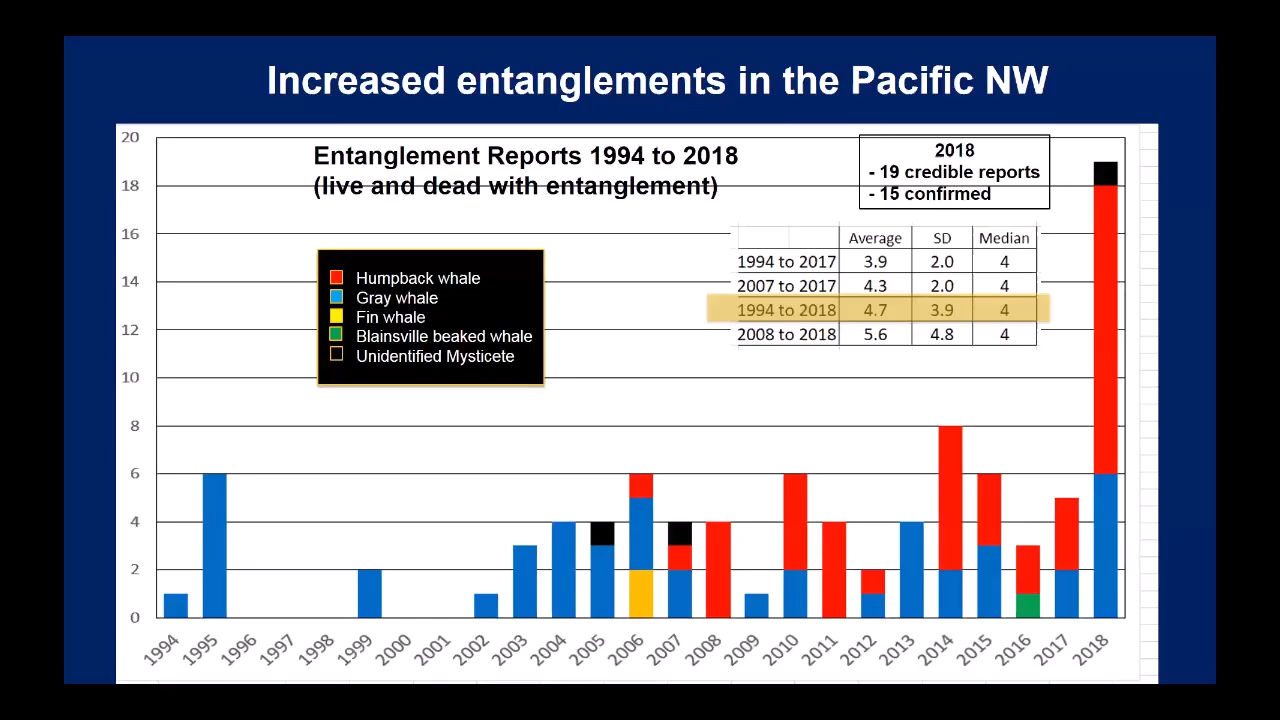 Increased entanglements in the Pacific NW
Entanglement Reports 1994 to 2018
(live and dead with entanglement)
2018
- 19 credible reports
- 15 confirmed
Average SD Median
1994 to 2017 3.9 2.0 4
2007 to 2017 4.3 2.0 4
1994 to 2018 4.7 3.9 4
2008 to 2018 5.6 4.8 4
Humpback whale
Gray whale
Fin whale
Blainsville beaked whale
Unidentified Mysticete
20
18
16
14
12
10
8
6
4
2
0
1994 1995 1996 1997 1998 1999 2000 2001 2002 2003 2004 2005 2006 2007 2008 2009 2010 2011 2012 2013 2014 2015 2016 2017 2018